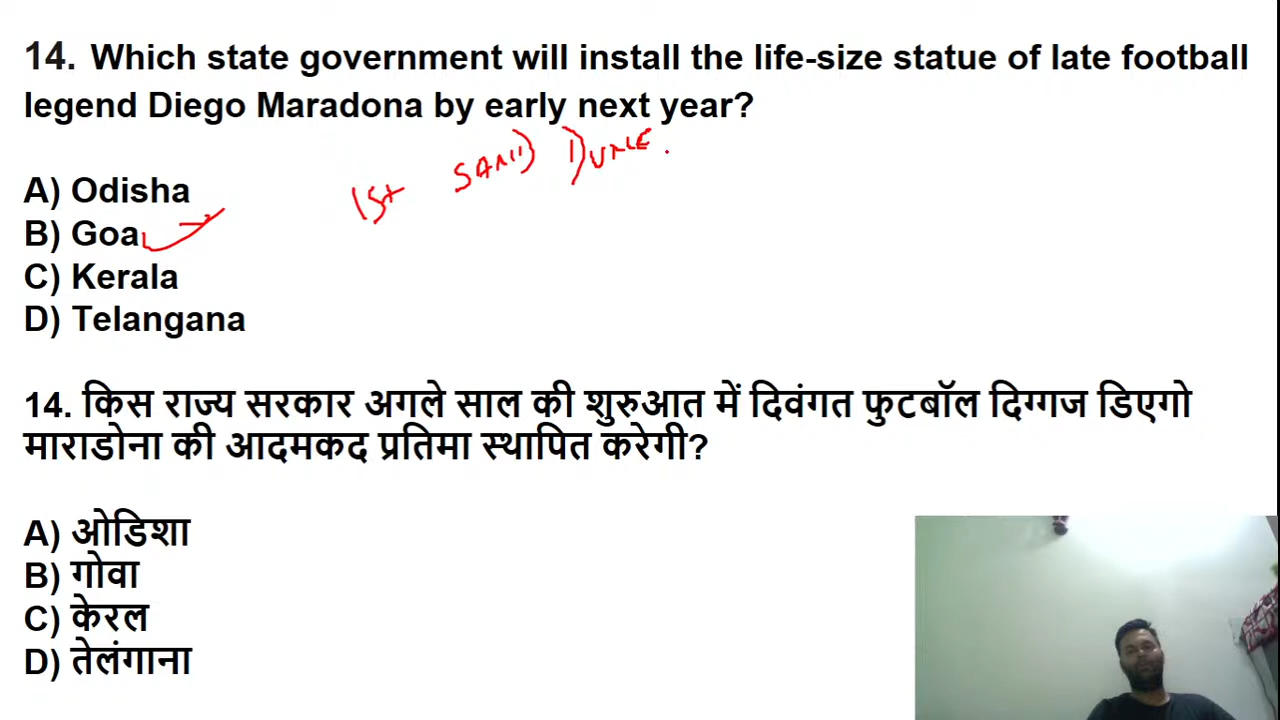 14. Which state government will install the life-size statue of late football
legend Diego Maradona by early next year?
1st SAND DUNE.
A) Odisha
B) Goa
C) Kerala
D) Telangana
14. किस राज्य सरकार अगले साल की शुरुआत में दिवंगत फुटबॉल दिग्गज डिएगो
माराडोना की आदमकद प्रतिमा स्थापित करेगी?
A) ओडिशा
B) गोवा
C) केरल
D) तेलंगाना